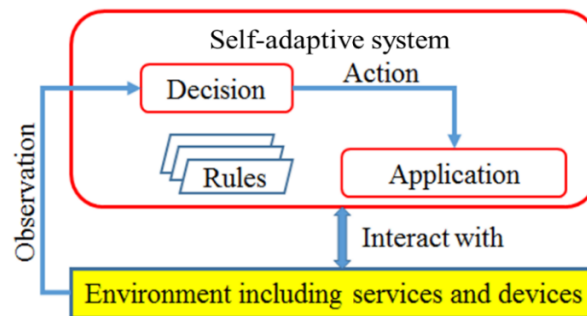 Self-adaptive system
Decision
Action
Rules
Application
Observation
Interact with
Environment including services and devices